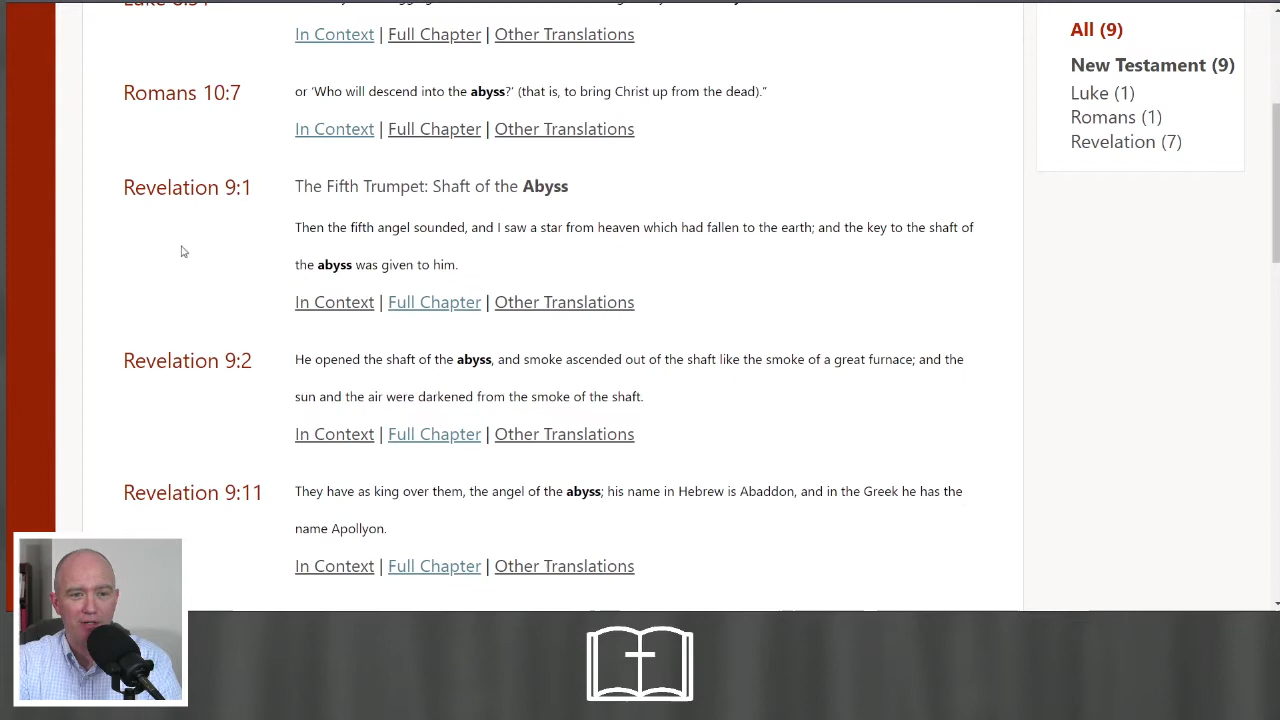 In Context | Full Chapter | Other Translations
Romans 10:7
or ‘Who will descend into the abyss?’ (that is, to bring Christ up from the dead).”
In Context | Full Chapter | Other Translations
Revelation 9:1
The Fifth Trumpet: Shaft of the Abyss
Then the fifth angel sounded, and I saw a star from heaven which had fallen to the earth; and the key to the shaft of
the abyss was given to him.
In Context | Full Chapter | Other Translations
Revelation 9:2
He opened the shaft of the abyss, and smoke ascended out of the shaft like the smoke of a great furnace; and the
sun and the air were darkened from the smoke of the shaft.
In Context | Full Chapter | Other Translations
Revelation 9:11
They have as king over them, the angel of the abyss; his name in Hebrew is Abaddon, and in the Greek he has the
name Apollyon.
In Context | Full Chapter | Other Translations
All (9)
New Testament (9)
Luke (1)
Romans (1)
Revelation (7)